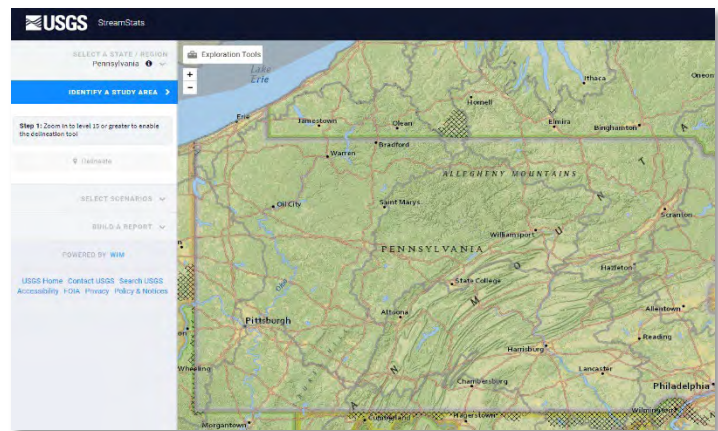 USGS StreamStats
SELECT A STATE / REGION
Pennsylvania
IDENTIFY A STUDY AREA
Step 1: Zoom in to level 15 or greater to enable
the delineation tool
Delineate
SELECT SCENARIOS
BUILD A REPORT
POWERED BY WIM
USGS Home Contact USGS Search USGS
Accessibility FOIA Privacy Policy & Notices
Exploration Tools
+
−
Lake
Erie
Ithaca
Oneon
Hornell
Erie
Jamestown
Olean
Elmira
Binghamton
Bradford
Warren
ALLEGHENY MOUNTAINS
Oil City
Saint Marys
Scranton
Williamsport
PENNSYLVANIA
State College
Hazleton
Altoona
Allentown
Pittsburgh
Reading
Harrisburg
Wheeling
Lancaster
Chambersburg
Philadelphia
Wilmington
Cumberland
Hagerstown
Morgantown